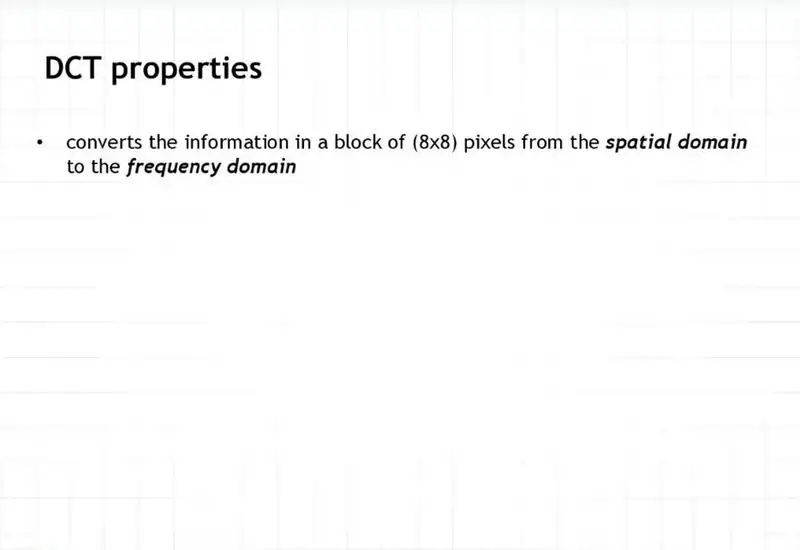 DCT properties
• converts the information in a block of (8x8) pixels from the spatial domain
to the frequency domain